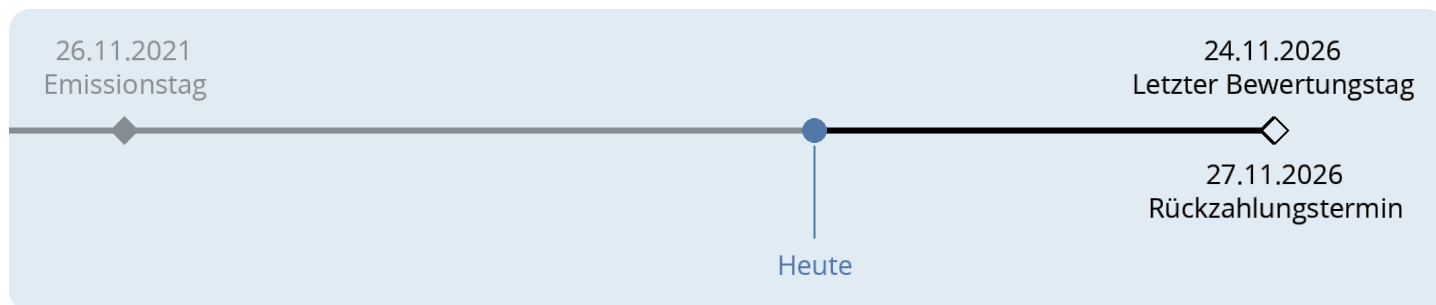 26.11.2021
Emissionstag
24.11.2026
Letzter Bewertungstag
27.11.2026
Rückzahlungstermin
Heute